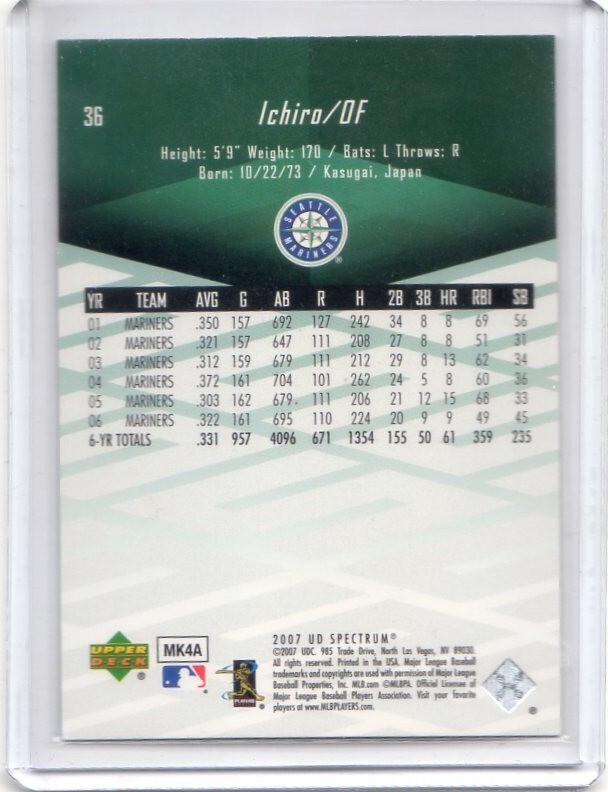 36
Ichiro/OF
Height: 5'9" Weight: 170 / Bats: L Throws: R
Born: 10/22/73 / Kasugai, Japan
SEATTLE
MARINERS
®
YR TEAM AVG G AB R H 2B 3B HR RBI SB
01 MARINERS .350 157 692 127 242 34 8 8 69 56
02 MARINERS .321 157 647 111 208 27 8 8 51 31
03 MARINERS .312 159 679 111 212 29 8 13 62 34
04 MARINERS .372 161 704 101 262 24 5 8 60 36
05 MARINERS .303 162 679 111 206 21 12 15 68 33
06 MARINERS .322 161 695 110 224 20 9 9 49 45
6-YR TOTALS .331 957 4096 671 1354 155 50 61 359 235
UPPER
DECK
®
MK4A
PLAYERS
2007 UD SPECTRUM®
©2007 UDC. 985 Trade Drive, North Las Vegas, NV 89030.
All rights reserved. Printed in the USA. Major League Baseball
trademarks and copyrights are used with permission of Major League
Baseball Properties, Inc. MLB.com ©MLBPA. Official Licensee of
Major League Baseball Players Association. Visit your favorite
players at www.MLBPLAYERS.com.
®